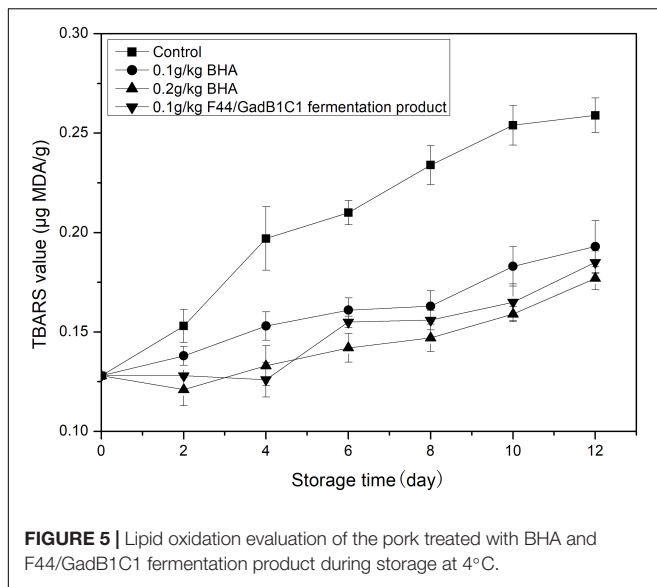 0.30
0.25
0.20
0.15
0.10
TBARS value (μg MDA/g)
Control
0.1g/kg BHA
0.2g/kg BHA
0.1g/kg F44/GadB1C1 fermentation product
0 2 4 6 8 10 12
Storage time (day)
FIGURE 5 | Lipid oxidation evaluation of the pork treated with BHA and
F44/GadB1C1 fermentation product during storage at 4°C.